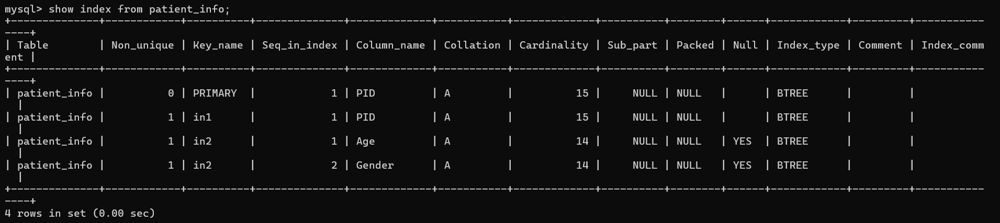 mysql> show index from patient_info;
+--------------+------------+----------+--------------+-------------+-----------+-------------+----------+--------+------+------------+---------+-----------
----+
| Table        | Non_unique | Key_name | Seq_in_index | Column_name | Collation | Cardinality | Sub_part | Packed | Null | Index_type | Comment | Index_comm
ent |
+--------------+------------+----------+--------------+-------------+-----------+-------------+----------+--------+------+------------+---------+-----------
----+
| patient_info |          0 | PRIMARY  |            1 | PID         | A         |          15 |     NULL | NULL   |      | BTREE      |         |
  |
| patient_info |          1 | in1      |            1 | PID         | A         |          15 |     NULL | NULL   |      | BTREE      |         |
  |
| patient_info |          1 | in2      |            1 | Age         | A         |          14 |     NULL | NULL   | YES  | BTREE      |         |
  |
| patient_info |          1 | in2      |            2 | Gender      | A         |          14 |     NULL | NULL   | YES  | BTREE      |         |
  |
+--------------+------------+----------+--------------+-------------+-----------+-------------+----------+--------+------+------------+---------+-----------
----+
4 rows in set (0.00 sec)